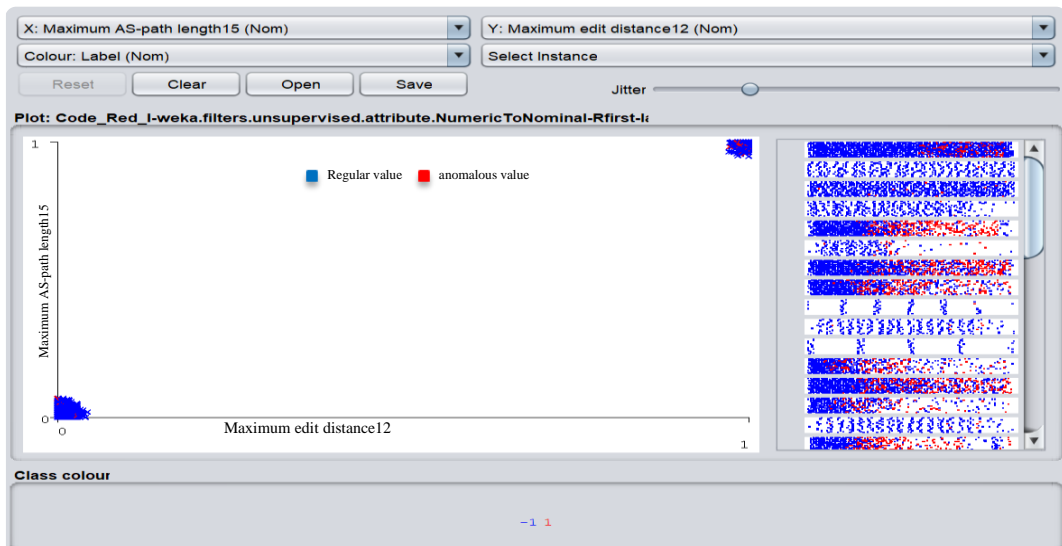 X: Maximum AS-path length15 (Nom)
Y: Maximum edit distance12 (Nom)
Colour: Label (Nom)
Select Instance
Reset
Clear
Open
Save
Jitter
Plot: Code_Red_I-weka.filters.unsupervised.attribute.NumericToNominal-Rfirst-la
1
Regular value
anomalous value
Maximum AS-path length15
0
0
Maximum edit distance12
1
Class colour
-1 1